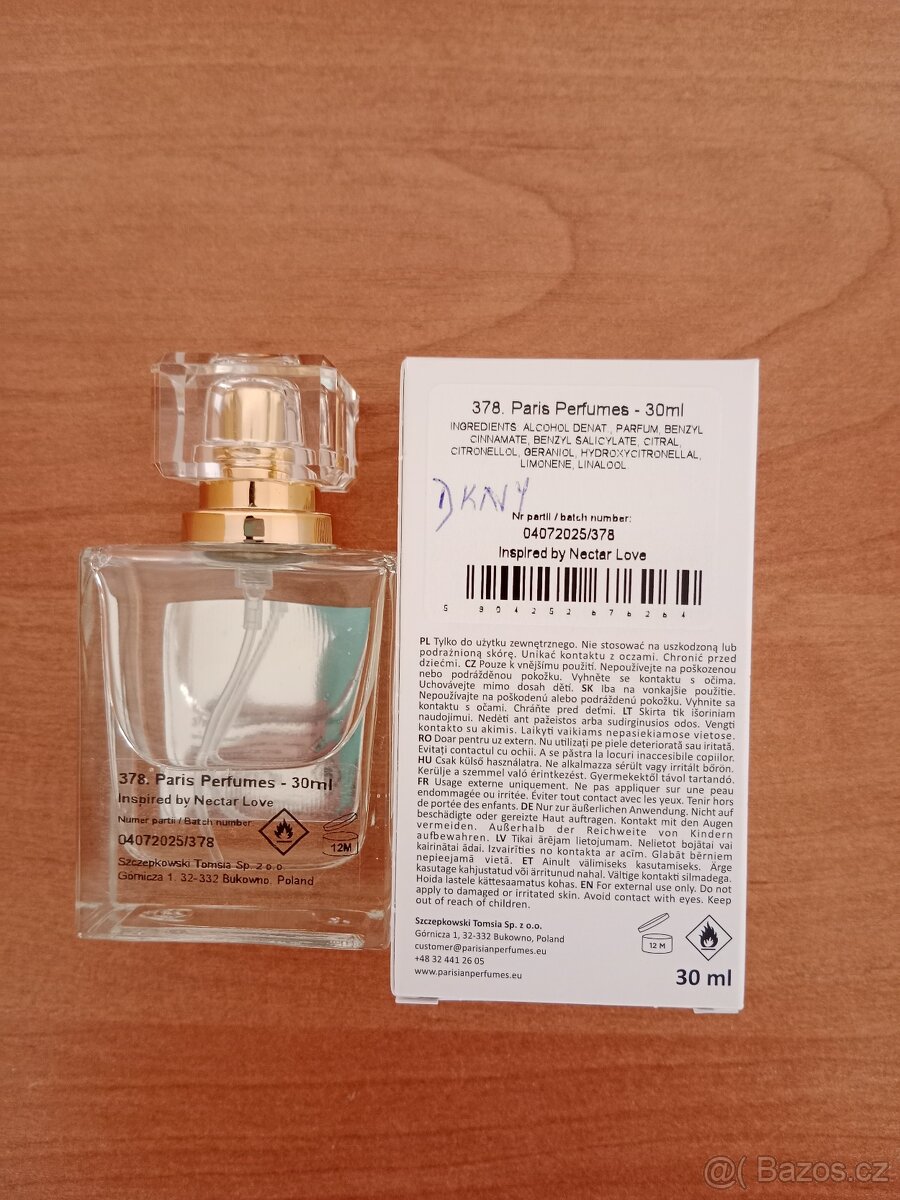 378. Paris Perfumes - 30ml
INGREDIENTS: ALCOHOL DENAT., PARFUM, BENZYL
CINNAMATE, BENZYL SALICYLATE, CITRAL,
CITRONELLOL, GERANIOL, HYDROXYCITRONELLAL,
LIMONENE, LINALOOL
DKNY
Nr partii / batch number:
04072025/378
Inspired by Nectar Love
5 904252 676264
PL Tylko do użytku zewnętrznego. Nie stosować na uszkodzoną lub
podrażnioną skórę. Unikać kontaktu z oczami. Chronić przed
dziećmi. CZ Pouze k vnějšímu použití. Nepoužívejte na poškozenou
nebo podrážděnou pokožku. Vyhněte se kontaktu s očima.
Uchovávejte mimo dosah dětí. SK Iba na vonkajšie použitie.
Nepoužívajte na poškodenú alebo podráždenú pokožku. Vyhnite sa
kontaktu s očami. Chráňte pred deťmi. LT Skirta tik išoriniam
naudojimui. Nedėti ant pažeistos arba sudirginusios odos. Vengti
kontakto su akimis. Laikyti vaikams nepasiekiamose vietose.
RO Doar pentru uz extern. Nu utilizați pe piele deteriorată sau iritată.
Evitați contactul cu ochii. A se păstra la locuri inaccesibile copiilor.
HU Csak külső használatra. Ne alkalmazza sérült vagy irritált bőrön.
Kerülje a szemmel való érintkezést. Gyermekektől távol tartandó.
FR Usage externe uniquement. Ne pas appliquer sur une peau
endommagée ou irritée. Éviter tout contact avec les yeux. Tenir hors
de portée des enfants. DE Nur zur äußerlichen Anwendung. Nicht auf
beschädigte oder gereizte Haut auftragen. Kontakt mit den Augen
vermeiden. Außerhalb der Reichweite von Kindern
aufbewahren. LV Tikai ārējam lietojumam. Nelietot bojātai vai
kairinātai ādai. Izvairīties no kontakta ar acīm. Glabāt bērniem
nepieejamā vietā. ET Ainult välimiseks kasutamiseks. Ärge
kasutage kahjustatud või ärritunud nahal. Vältige kontakti silmadega.
Hoida lastele kättesaamatus kohas. EN For external use only. Do not
apply to damaged or irritated skin. Avoid contact with eyes. Keep
out of reach of children.
Szczepkowski Tomsia Sp. z o.o.
Górnicza 1, 32-332 Bukowno, Poland
customer@parisianperfumes.eu
+48 32 441 26 05
www.parisianperfumes.eu
12 M
30 ml
378. Paris Perfumes - 30ml
Inspired by Nectar Love
Numer partii / Batch number:
04072025/378
12M
Szczepkowski Tomsia Sp. z o.o.
Górnicza 1. 32-332 Bukowno. Poland
@( Bazos.cz